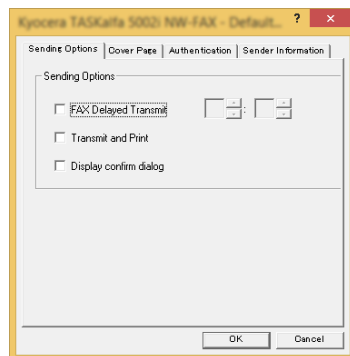 Kyocera TASKalfa 5002i NW-FAX - Default... ? ×
Sending Options Cover Page Authentication Sender Information
Sending Options
FAX Delayed Transmit :
Transmit and Print
Display confirm dialog
OK Cancel